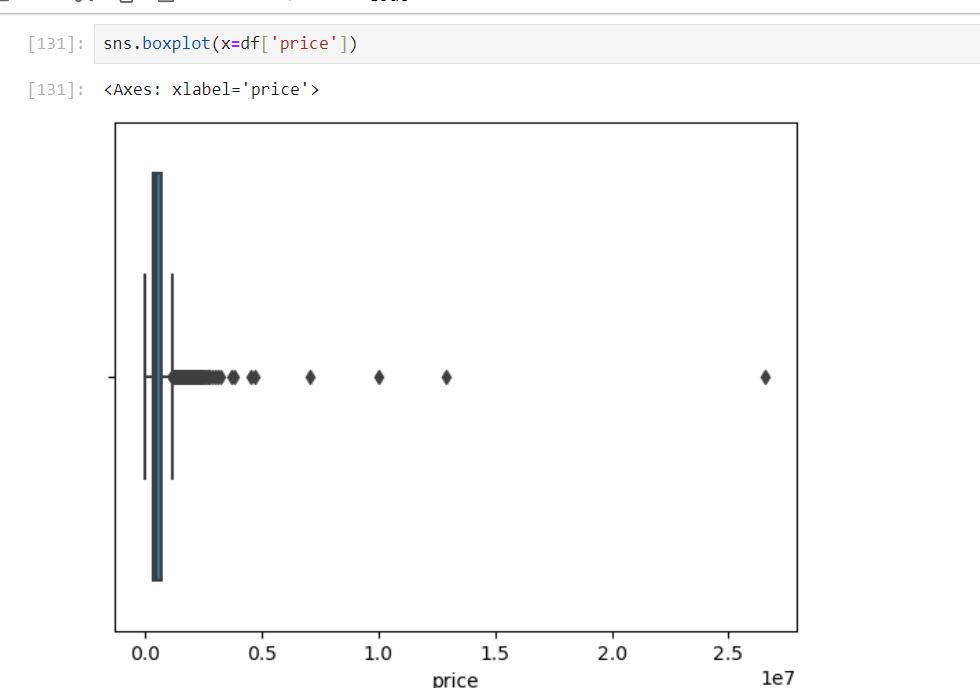 [131]: sns.boxplot(x=df['price'])
[131]: <Axes: xlabel='price'>
0.0 0.5 1.0 1.5 2.0 2.5
1e7
price